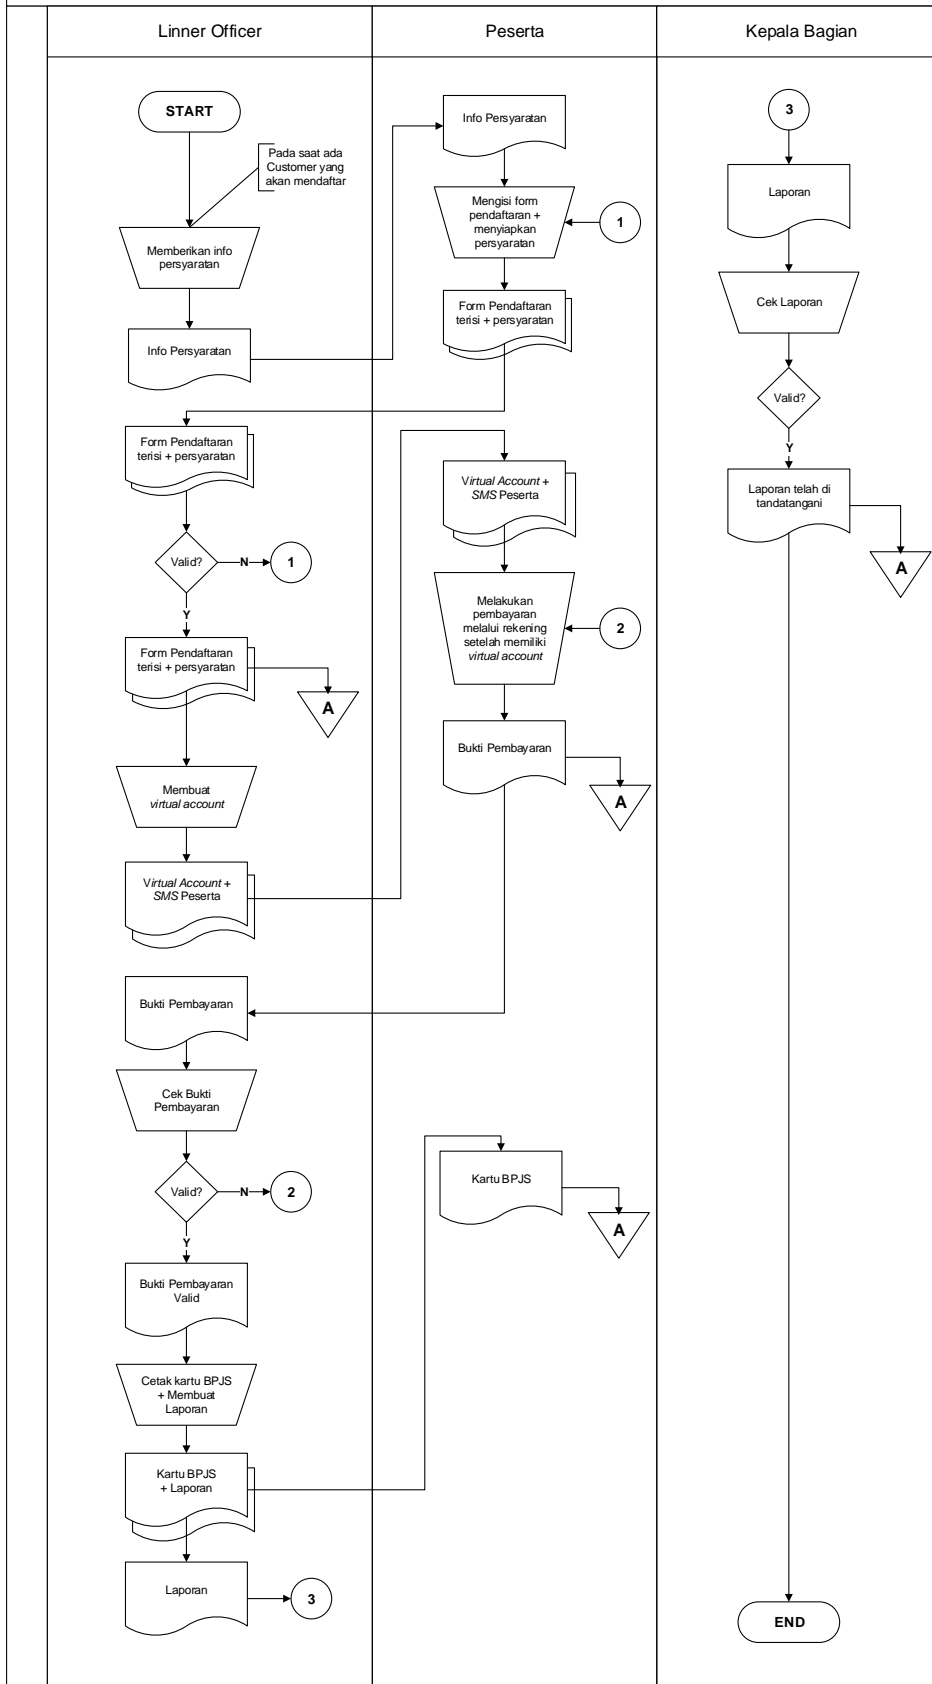 Linner Officer
Peserta
Kepala Bagian
START
Pada saat ada
Customer yang
akan mendaftar
Memberikan info
persyaratan
Info Persyaratan
Form Pendaftaran
terisi + persyaratan
Valid?
N
1
Y
Form Pendaftaran
terisi + persyaratan
A
Membuat
virtual account
Virtual Account +
SMS Peserta
Bukti Pembayaran
Cek Bukti
Pembayaran
Valid?
N
2
Y
Bukti Pembayaran
Valid
Cetak kartu BPJS
+ Membuat
Laporan
Kartu BPJS
+ Laporan
Laporan
3
Info Persyaratan
Mengisi form
pendaftaran +
menyiapkan
persyaratan
1
Form Pendaftaran
terisi + persyaratan
Virtual Account +
SMS Peserta
Melakukan
pembayaran
melalui rekening
setelah memiliki
virtual account
2
Bukti Pembayaran
A
Kartu BPJS
A
3
Laporan
Cek Laporan
Valid?
Y
Laporan telah di
tandatangani
A
END